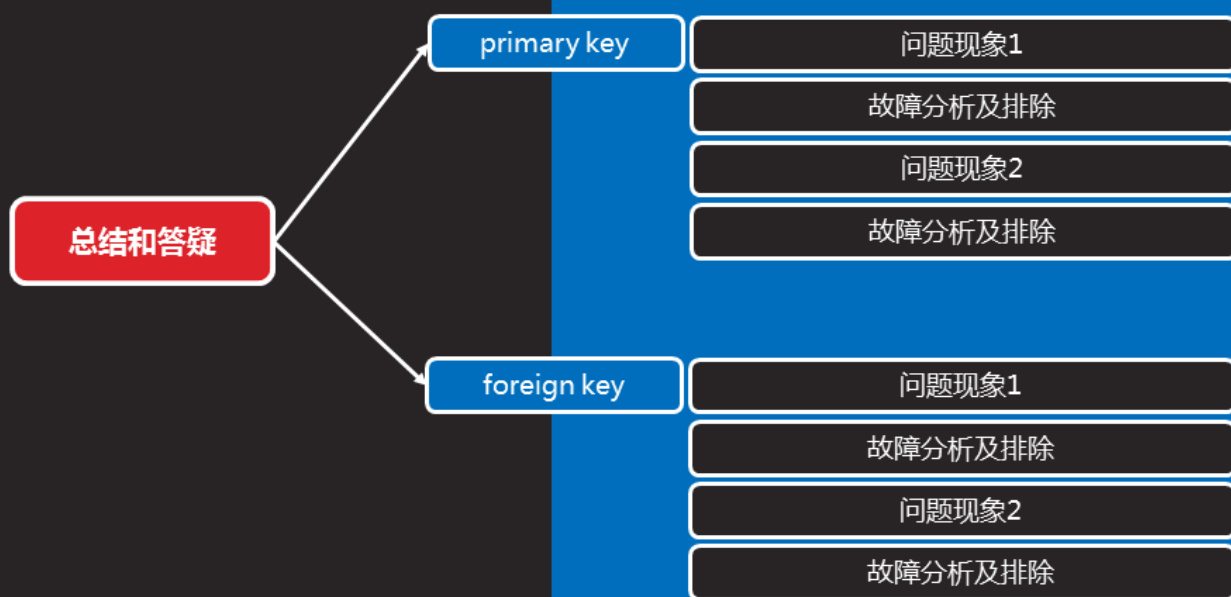 总结和答疑
primary key
问题现象1
故障分析及排除
问题现象2
故障分析及排除
foreign key
问题现象1
故障分析及排除
问题现象2
故障分析及排除